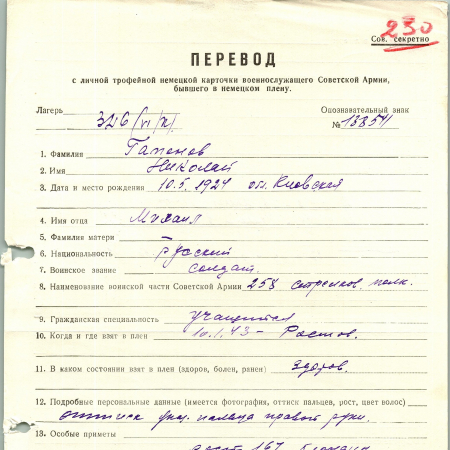 230
Сов. секретно
ПЕРЕВОД
с личной трофейной немецкой карточки военнослужащего Советской Армии,
бывшего в немецком плену.
Лагерь 326/VI/К/ Опознавательный знак
№ 13854
1. Фамилия Гапонов
2. Имя Николай
3. Дата и место рождения 10.5.1924 обл. Киевская
4. Имя отца Михаил
5. Фамилия матери —
6. Национальность Русский
7. Воинское звание солдат.
8. Наименование воинской части Советской Армии 258 стрелков. полк.
9. Гражданская специальность учащийся
10. Когда и где взят в плен 10.1.43 – Ростов.
11. В каком состоянии взят в плен (здоров, болен, ранен) здоров.
12. Подробные персональные данные (имеется фотография, оттиск пальцев, рост, цвет волос)
оттиск указ. пальца правой руки.
13. Особые приметы
рост 167